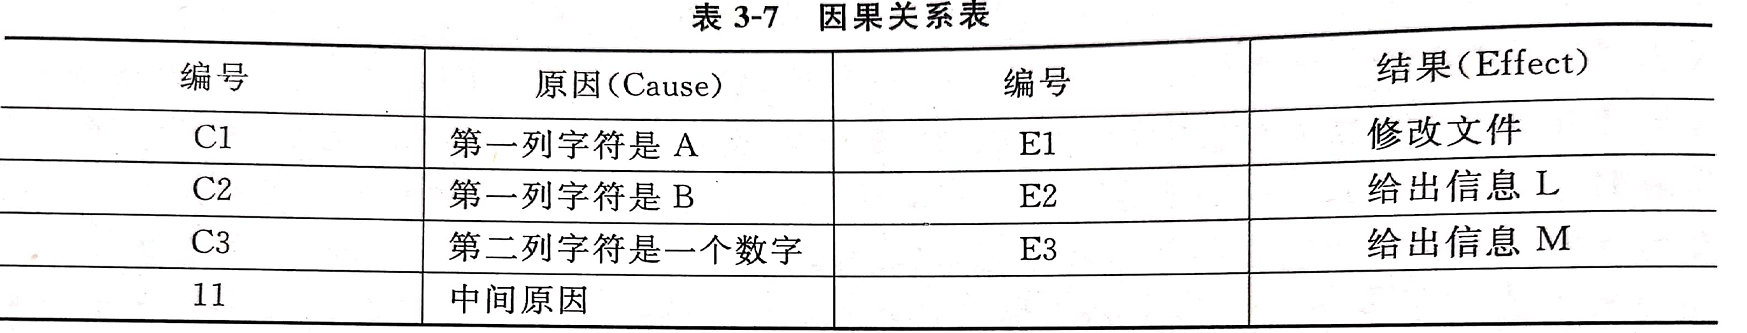 表 3-7 因果关系表
编号 原因(Cause) 编号 结果(Effect)
C1 第一列字符是 A E1 修改文件
C2 第一列字符是 B E2 给出信息 L
C3 第二列字符是一个数字 E3 给出信息 M
11 中间原因